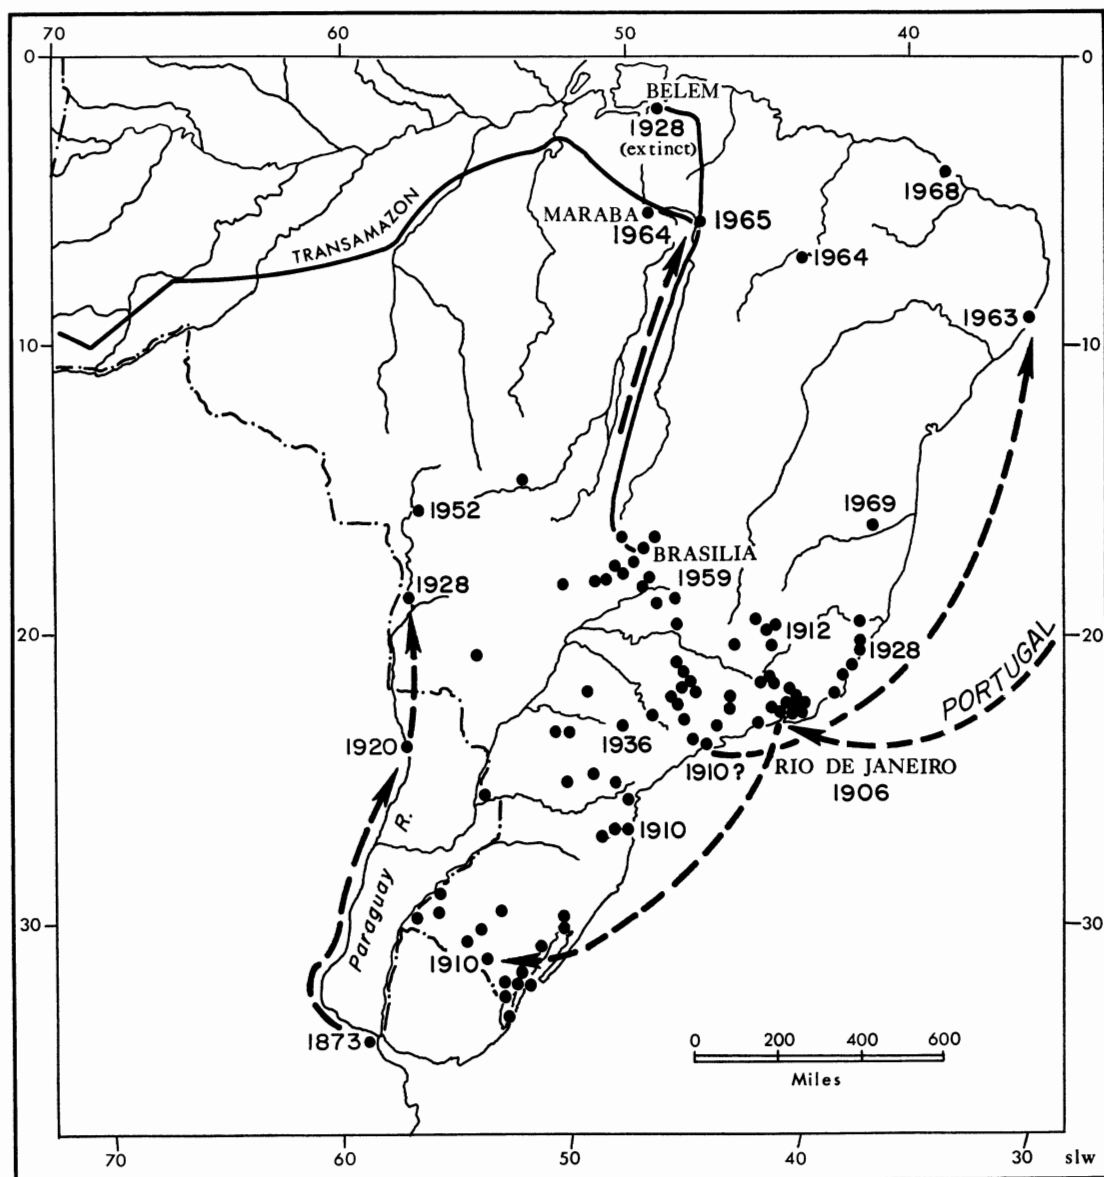 70 60 50 40
0 0
BELEM
1928
(extinct)
1968
TRANSAMAZON
MARABA
1964
1965
1964
1963
10 10
1952
1969
BRASILIA
1959
1928
1912
20 20
1928
PORTUGAL
1920
1936
1910?
RIO DE JANEIRO
1906
R.
1910
Paraguay
30 30
1910
1873
0 200 400 600
Miles
70 60 50 40 30
slw